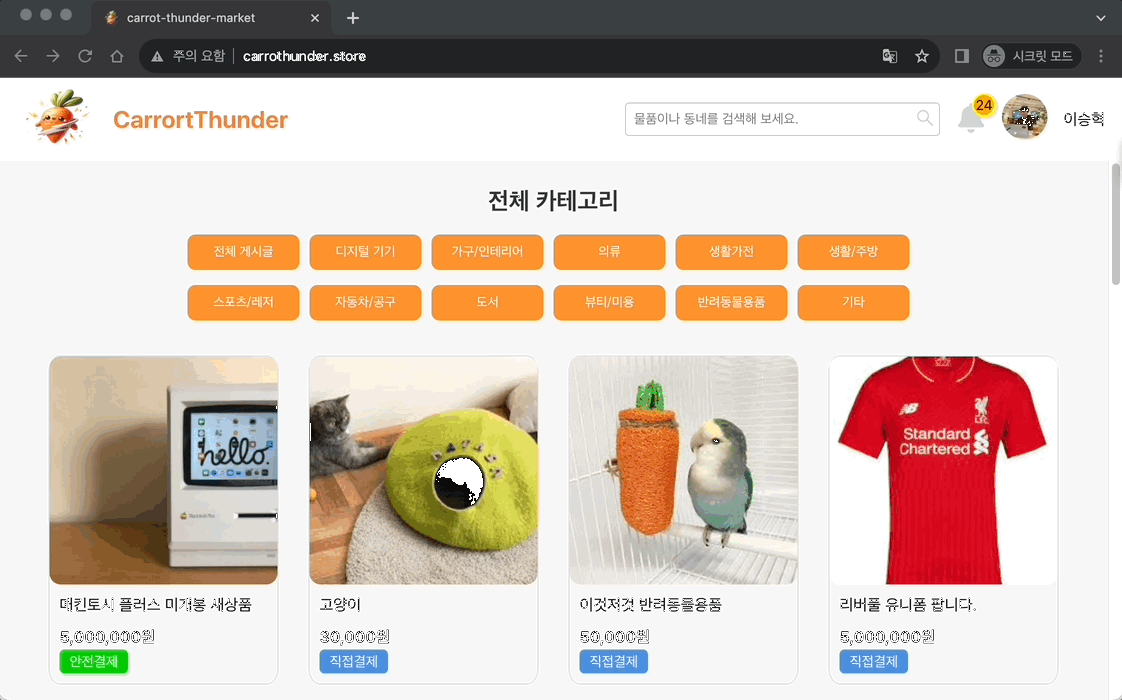 carrot-thunder-market
주의 요함 carrothunder.store 시크릿 모드
CarrortThunder 물품이나 동네를 검색해 보세요. 24 이승혁
전체 카테고리
전체 게시글 디지털 기기 가구/인테리어 의류 생활가전 생활/주방
스포츠/레저 자동차/공구 도서 뷰티/미용 반려동물용품 기타
hello.
Macintosh Plus
NB
L.F.C.
Standard
Chartered
매킨토시 플러스 미개봉 새상품 고양이 이것저것 반려동물용품 리버풀 유니폼 팝니다.
5,000,000원 30,000원 50,000원 5,000,000원
안전결제 직접결제 직접결제 직접결제